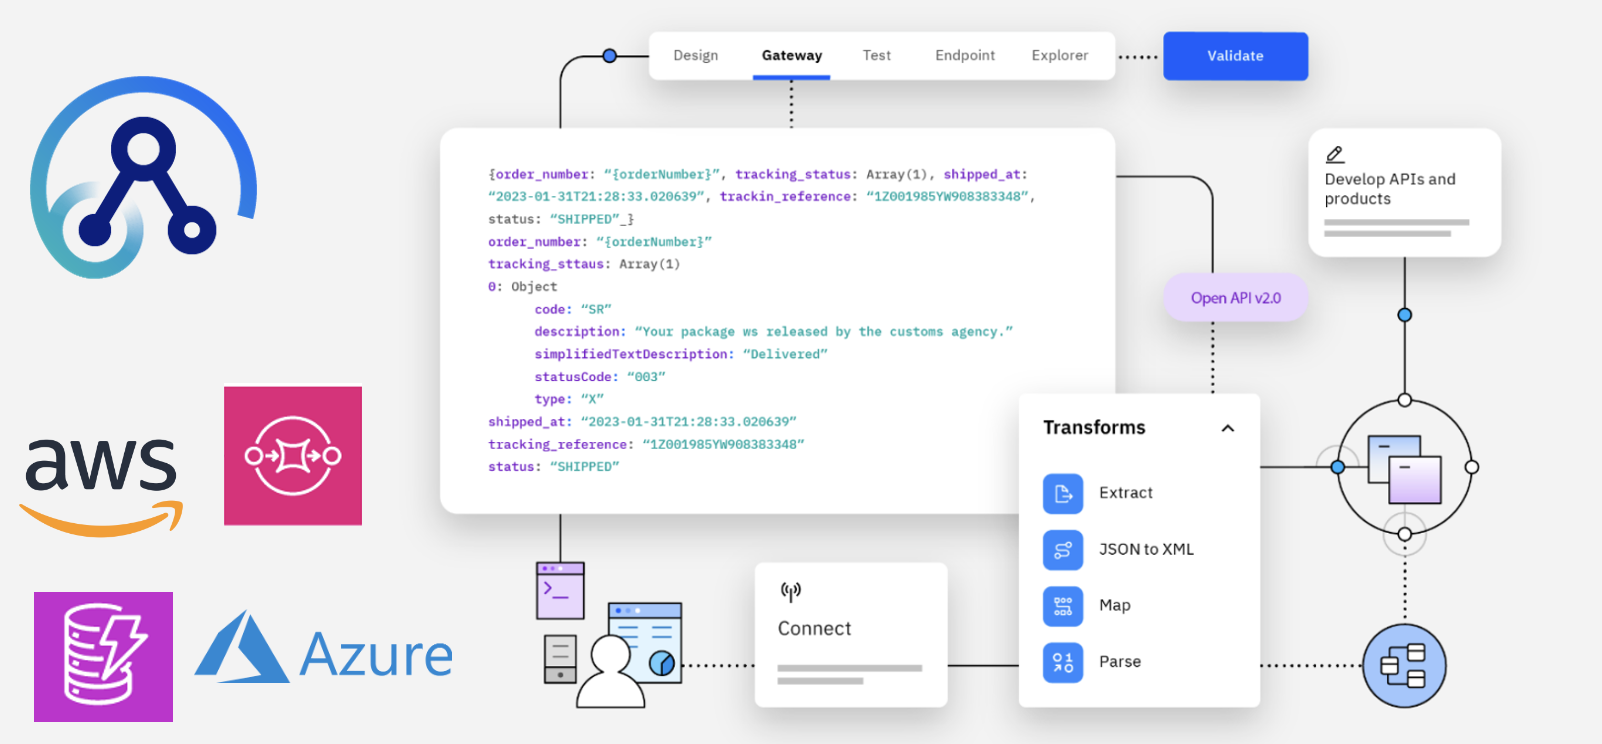 Design Gateway Test Endpoint Explorer
Validate
{order_number: “{orderNumber}”, tracking_status: Array(1), shipped_at:
“2023-01-31T21:28:33.020639”, trackin_reference: “1Z001985YW908383348”,
status: “SHIPPED”_}
order_number: “{orderNumber}”
tracking_sttaus: Array(1)
0: Object
code: “SR”
description: “Your package ws released by the customs agency.”
simplifiedTextDescription: “Delivered”
statusCode: “003”
type: “X”
shipped_at: “2023-01-31T21:28:33.020639“
tracking_reference: “1Z001985YW908383348”
status: “SHIPPED”
Develop APIs and
products
Open API v2.0
Transforms
Extract
JSON to XML
Map
Parse
Connect
aws
Azure